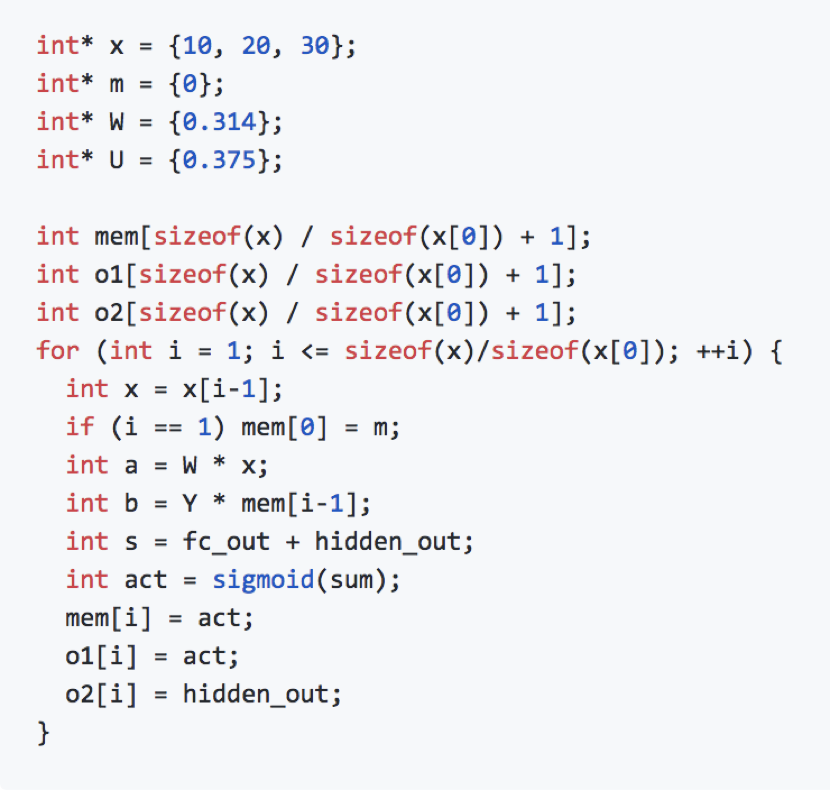 int* x = {10, 20, 30};
int* m = {0};
int* W = {0.314};
int* U = {0.375};

int mem[sizeof(x) / sizeof(x[0]) + 1];
int o1[sizeof(x) / sizeof(x[0]) + 1];
int o2[sizeof(x) / sizeof(x[0]) + 1];
for (int i = 1; i <= sizeof(x)/sizeof(x[0]); ++i) {
  int x = x[i-1];
  if (i == 1) mem[0] = m;
  int a = W * x;
  int b = Y * mem[i-1];
  int s = fc_out + hidden_out;
  int act = sigmoid(sum);
  mem[i] = act;
  o1[i] = act;
  o2[i] = hidden_out;
}